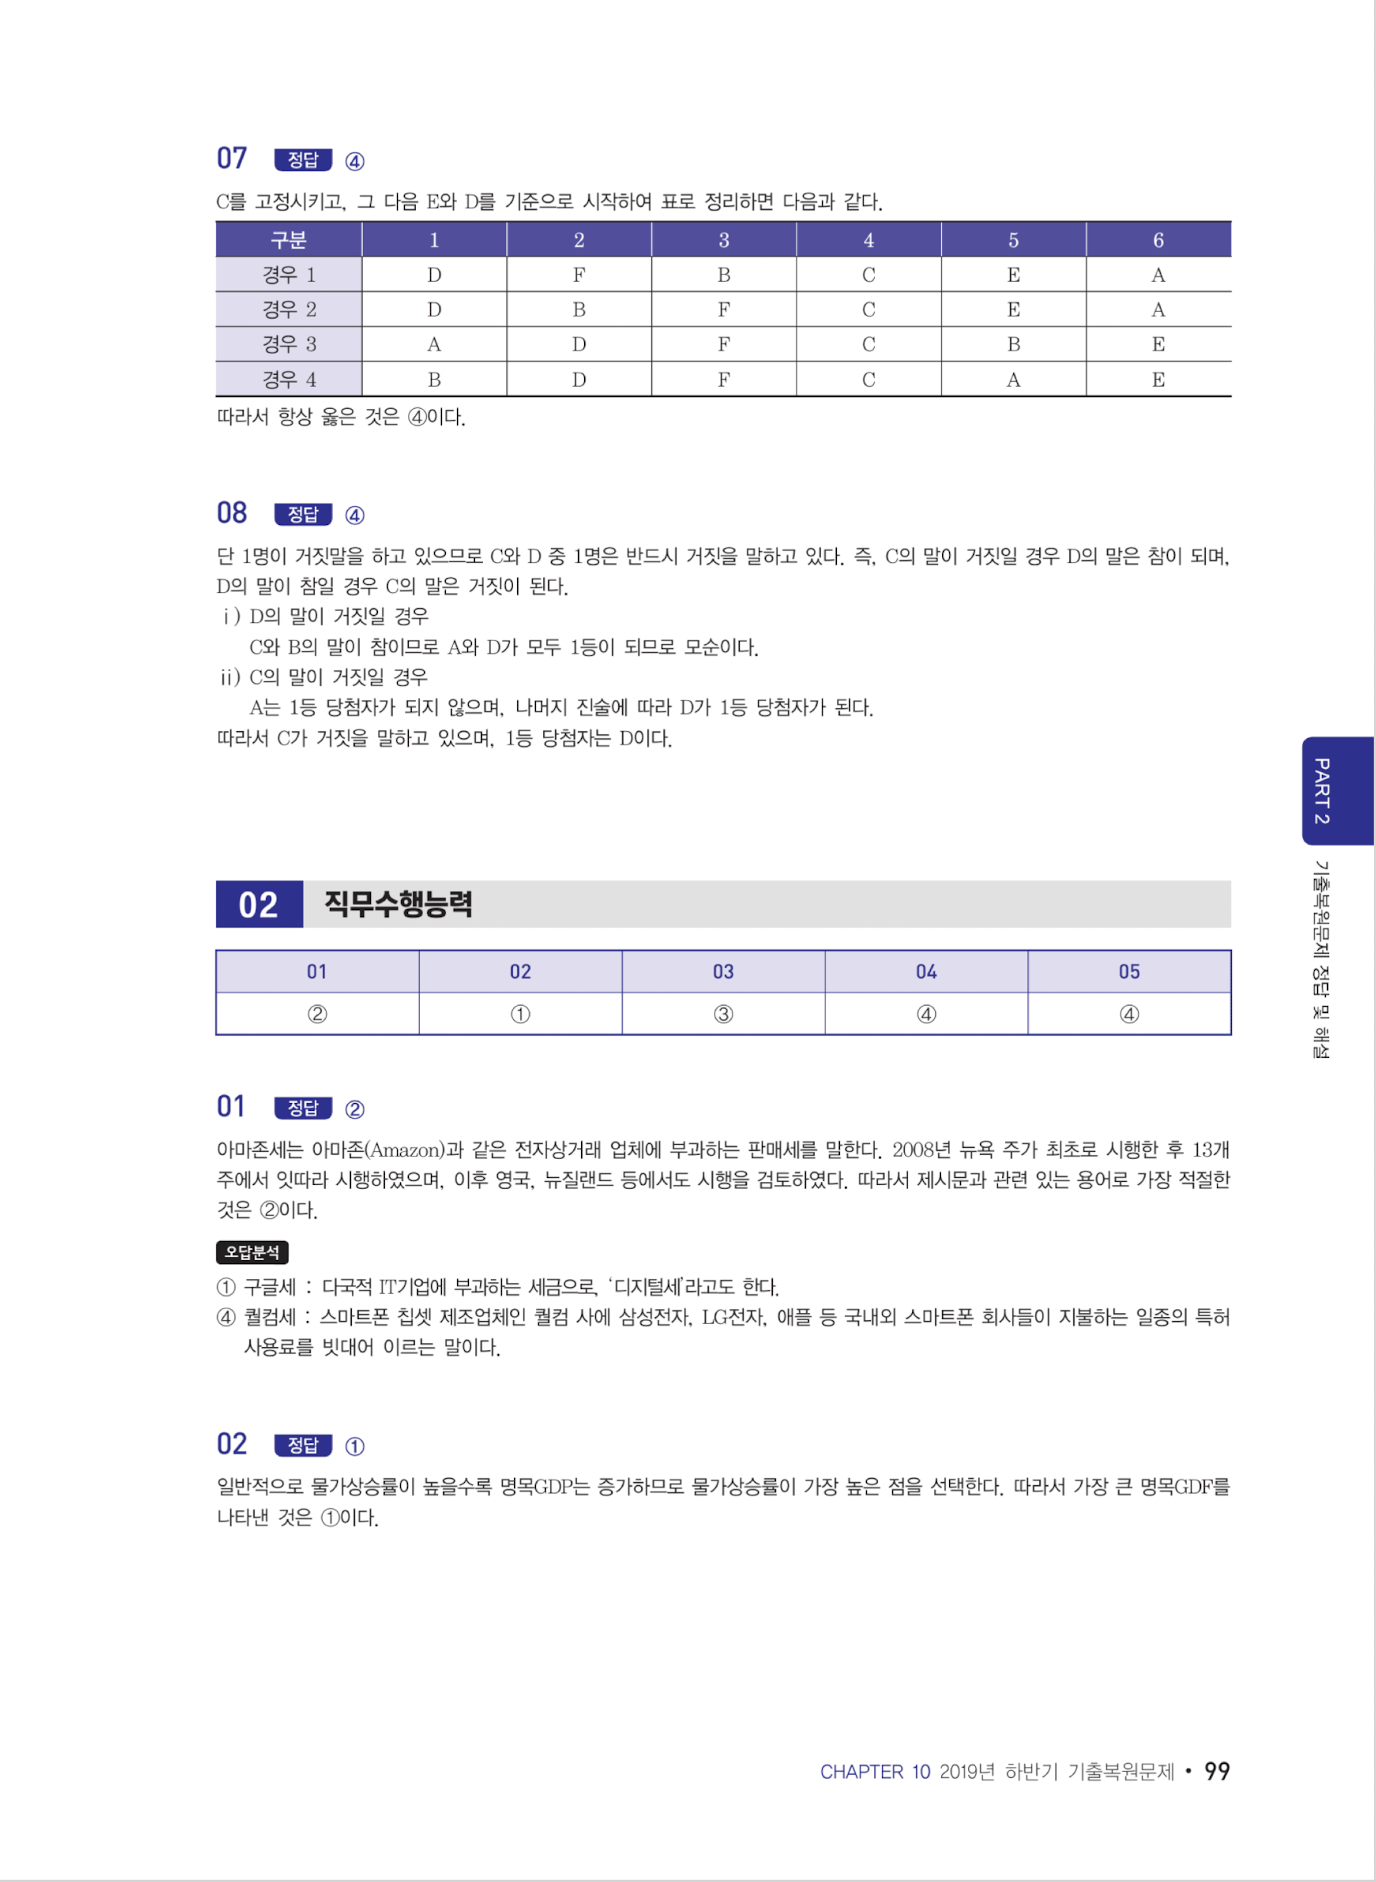 07 정답 ④
C를 고정시키고, 그 다음 E와 D를 기준으로 시작하여 표로 정리하면 다음과 같다.
구분 1 2 3 4 5 6
경우 1 D F B C E A
경우 2 D B F C E A
경우 3 A D F C B E
경우 4 B D F C A E
따라서 항상 옳은 것은 ④이다.
08 정답 ④
단 1명이 거짓말을 하고 있으므로 C와 D 중 1명은 반드시 거짓을 말하고 있다. 즉, C의 말이 거짓일 경우 D의 말은 참이 되며,
D의 말이 참일 경우 C의 말은 거짓이 된다.
ⅰ) D의 말이 거짓일 경우
C와 B의 말이 참이므로 A와 D가 모두 1등이 되므로 모순이다.
ⅱ) C의 말이 거짓일 경우
A는 1등 당첨자가 되지 않으며, 나머지 진술에 따라 D가 1등 당첨자가 된다.
따라서 C가 거짓을 말하고 있으며, 1등 당첨자는 D이다.
02 직무수행능력
01 02 03 04 05
② ① ③ ④ ④
01 정답 ②
아마존세는 아마존(Amazon)과 같은 전자상거래 업체에 부과하는 판매세를 말한다. 2008년 뉴욕 주가 최초로 시행한 후 13개
주에서 잇따라 시행하였으며, 이후 영국, 뉴질랜드 등에서도 시행을 검토하였다. 따라서 제시문과 관련 있는 용어로 가장 적절한
것은 ②이다.
오답분석
① 구글세 : 다국적 IT기업에 부과하는 세금으로, ‘디지털세’라고도 한다.
④ 퀄컴세 : 스마트폰 칩셋 제조업체인 퀄컴 사에 삼성전자, LG전자, 애플 등 국내외 스마트폰 회사들이 지불하는 일종의 특허
사용료를 빗대어 이르는 말이다.
02 정답 ①
일반적으로 물가상승률이 높을수록 명목GDP는 증가하므로 물가상승률이 가장 높은 점을 선택한다. 따라서 가장 큰 명목GDF를
나타낸 것은 ①이다.
PART 2
기출복원문제 정답 및 해설
CHAPTER 10 2019년 하반기 기출복원문제 • 99